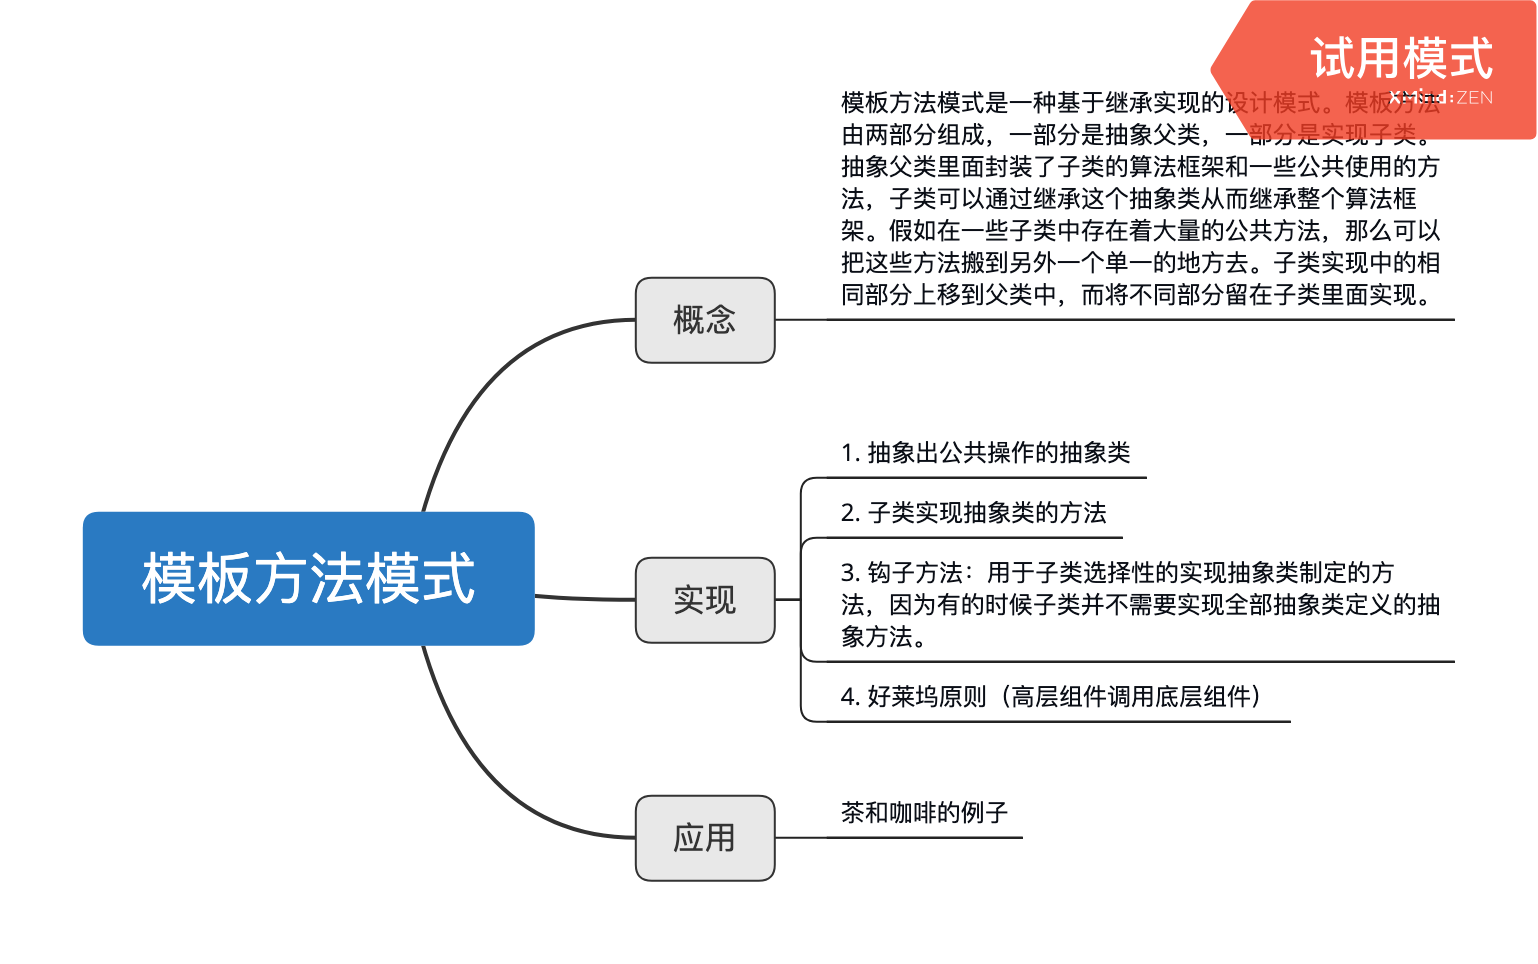 试用模式
XMind:ZEN
模板方法模式是一种基于继承实现的设计模式。模板方法
由两部分组成，一部分是抽象父类，一部分是实现子类。
抽象父类里面封装了子类的算法框架和一些公共使用的方
法，子类可以通过继承这个抽象类从而继承整个算法框
架。假如在一些子类中存在着大量的公共方法，那么可以
把这些方法搬到另外一个单一的地方去。子类实现中的相
同部分上移到父类中，而将不同部分留在子类里面实现。
概念
1. 抽象出公共操作的抽象类
2. 子类实现抽象类的方法
3. 钩子方法：用于子类选择性的实现抽象类制定的方
法，因为有的时候子类并不需要实现全部抽象类定义的抽
象方法。
4. 好莱坞原则（高层组件调用底层组件）
模板方法模式
实现
茶和咖啡的例子
应用